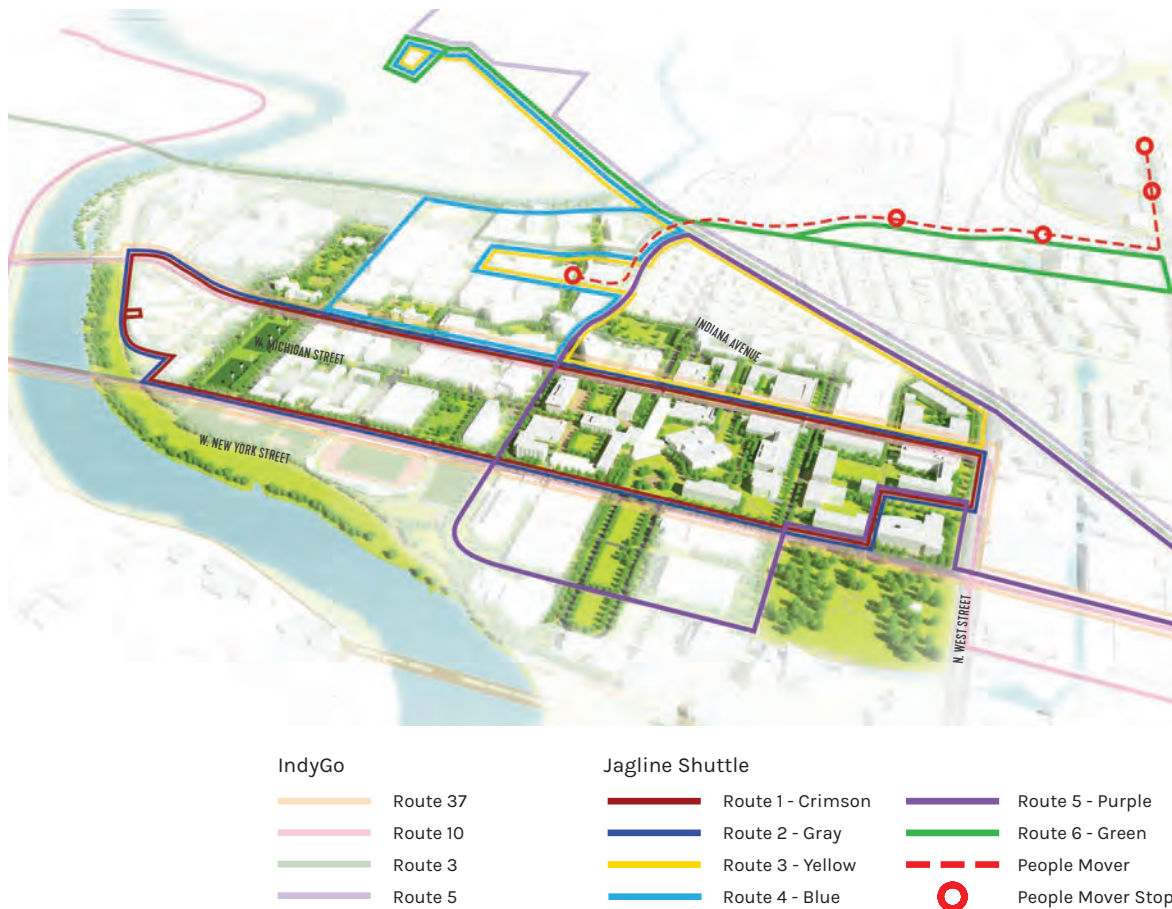 INDIANA AVENUE
W. MICHIGAN STREET
W. NEW YORK STREET
N. WEST STREET
IndyGo
Route 37
Route 10
Route 3
Route 5
Jagline Shuttle
Route 1 - Crimson
Route 2 - Gray
Route 3 - Yellow
Route 4 - Blue
Route 5 - Purple
Route 6 - Green
People Mover
People Mover Stop